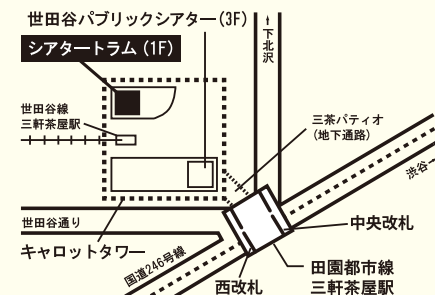 世田谷パブリックシアター(3F)
シアタートラム(1F)
↑下北沢
世田谷線
三軒茶屋駅
三茶パティオ
(地下通路)
渋谷→
世田谷通り
中央改札
キャロットタワー
国道246号線
西改札
田園都市線
三軒茶屋駅